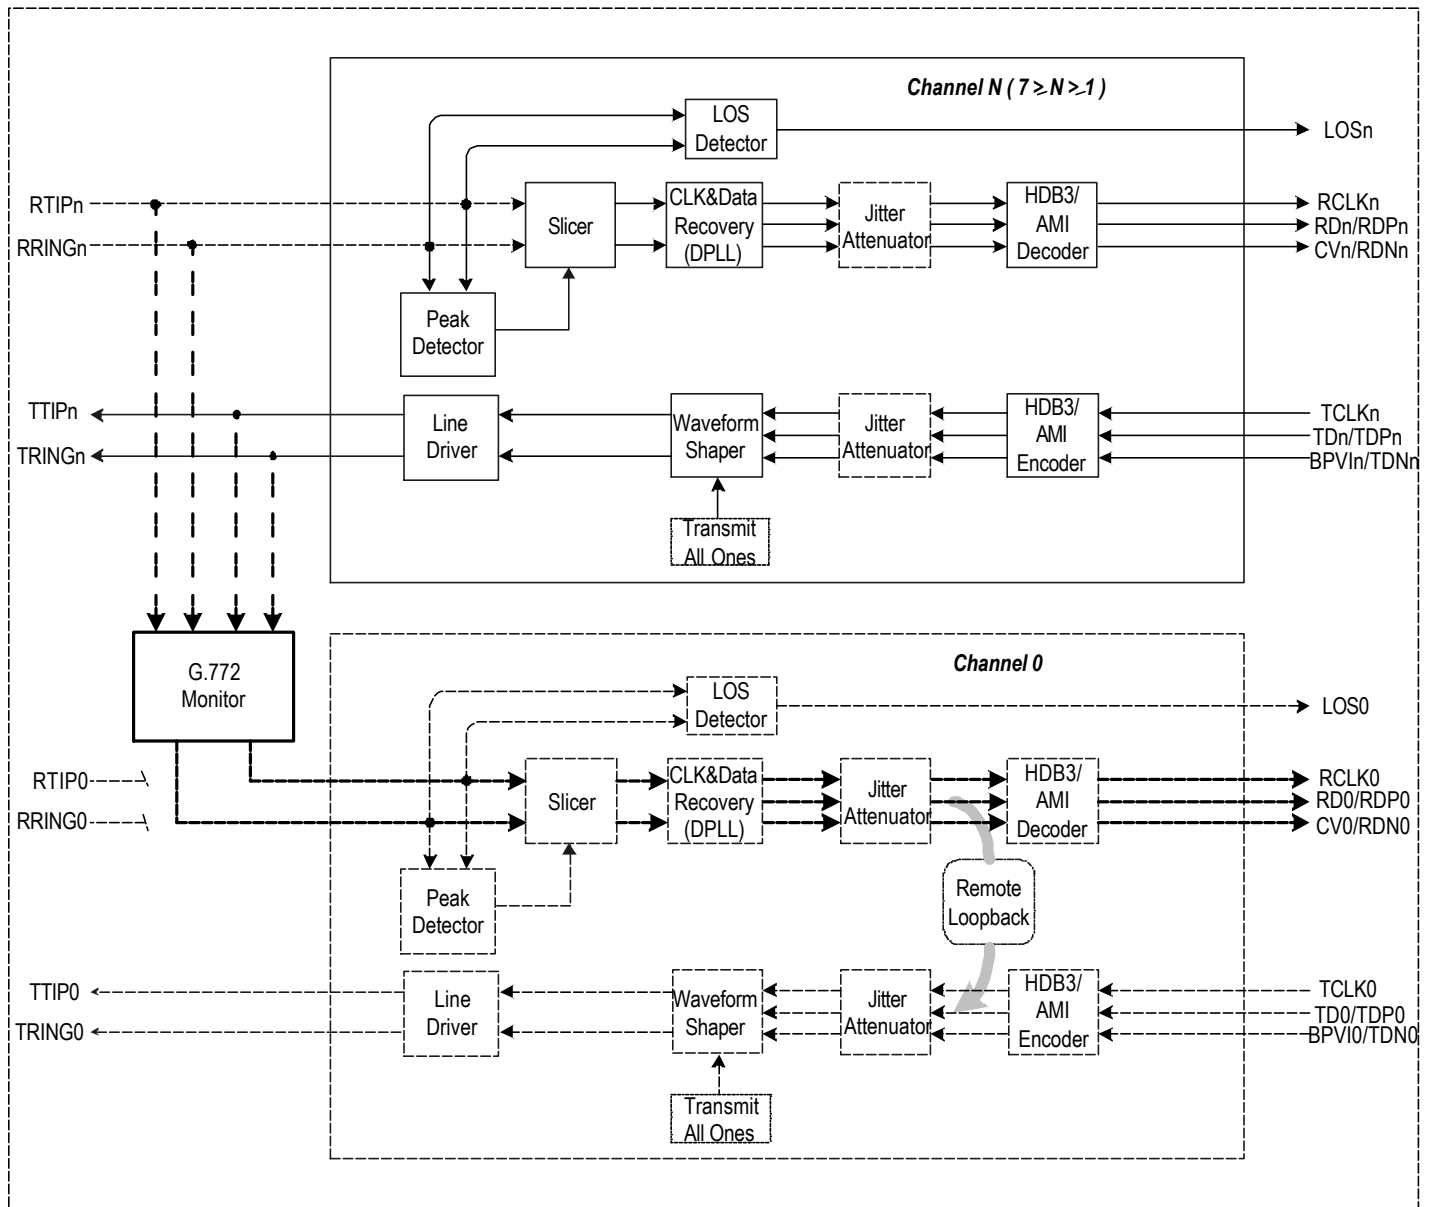 Channel N ( 7 ≥ N ≥ 1 )
LOS
Detector
LOSn
RTIPn
RRINGn
Slicer
CLK&Data
Recovery
(DPLL)
Jitter
Attenuator
HDB3/
AMI
Decoder
RCLKn
RDn/RDPn
CVn/RDNn
Peak
Detector
TTIPn
TRINGn
Line
Driver
Waveform
Shaper
Jitter
Attenuator
HDB3/
AMI
Encoder
TCLKn
TDn/TDPn
BPVIn/TDNn
Transmit
All Ones
G.772
Monitor
Channel 0
LOS
Detector
LOS0
RTIP0
RRING0
Slicer
CLK&Data
Recovery
(DPLL)
Jitter
Attenuator
HDB3/
AMI
Decoder
RCLK0
RD0/RDP0
CV0/RDN0
Peak
Detector
Remote
Loopback
TTIP0
TRING0
Line
Driver
Waveform
Shaper
Jitter
Attenuator
HDB3/
AMI
Encoder
TCLK0
TD0/TDP0
BPVI0/TDN0
Transmit
All Ones